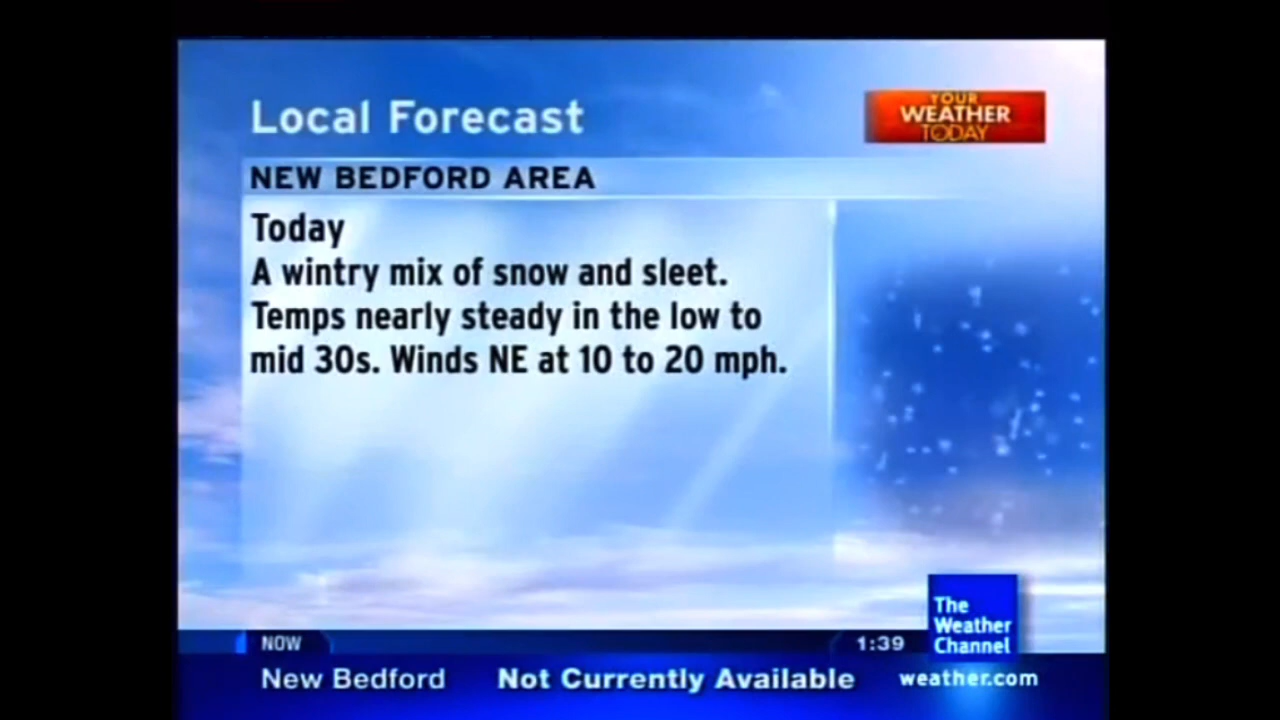 Local Forecast
YOUR
WEATHER
TODAY
NEW BEDFORD AREA
Today
A wintry mix of snow and sleet.
Temps nearly steady in the low to
mid 30s. Winds NE at 10 to 20 mph.
NOW
1:39
The
Weather
Channel
New Bedford
Not Currently Available
weather.com